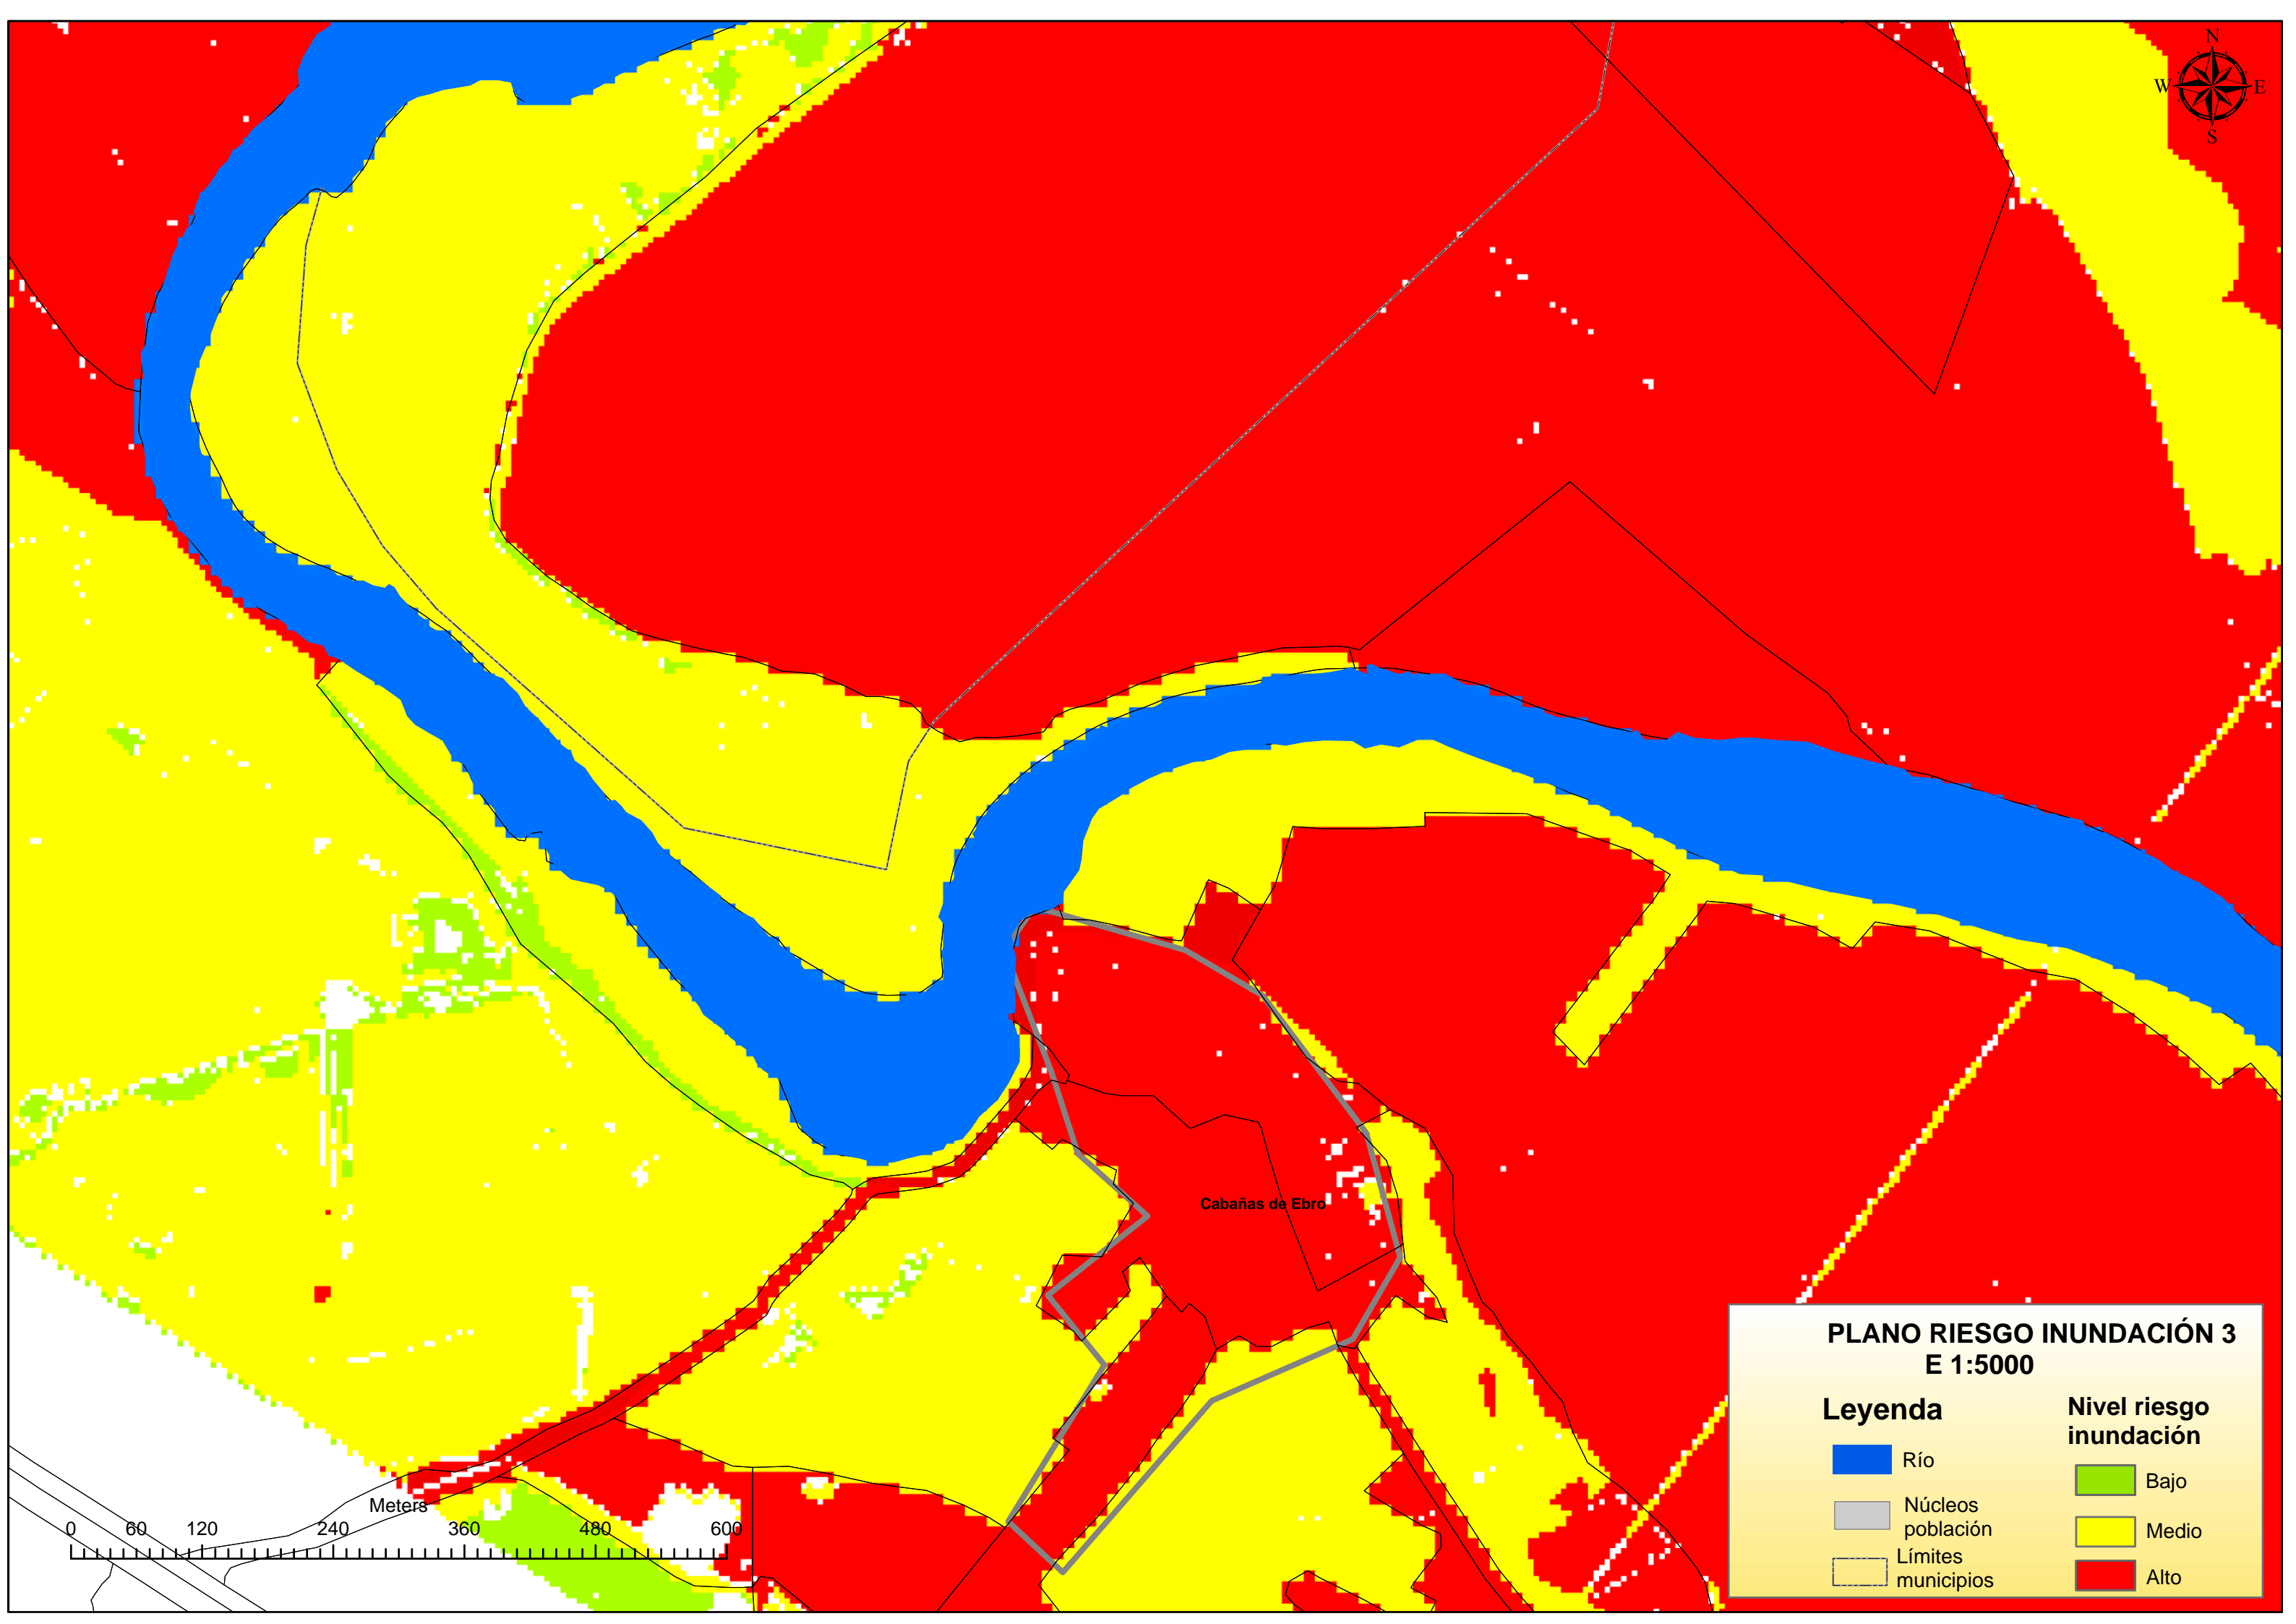 N
W E
S
Cabañas de Ebro
PLANO RIESGO INUNDACIÓN 3
E 1:5000
Leyenda
Río
Núcleos
población
Límites
municipios
Nivel riesgo
inundación
Bajo
Medio
Alto
Meters
0 60 120 240 360 480 600